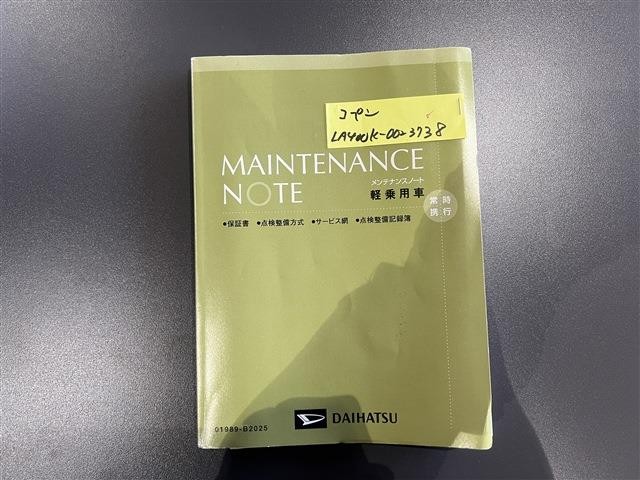 コペン
LA400K-0023738
MAINTENANCE
NOTE
メンテナンスノート
軽乗用車
常時
携行
●保証書 ●点検整備方式 ●サービス網 ●点検整備記録簿
01989-B2025
DAIHATSU